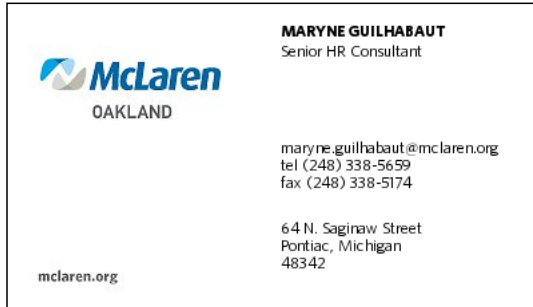 McLaren
OAKLAND
mclaren.org
MARYNE GUILHABAUT
Senior HR Consultant
maryne.guilhabaut@mclaren.org
tel (248) 338-5659
fax (248) 338-5174
64 N. Saginaw Street
Pontiac, Michigan
48342